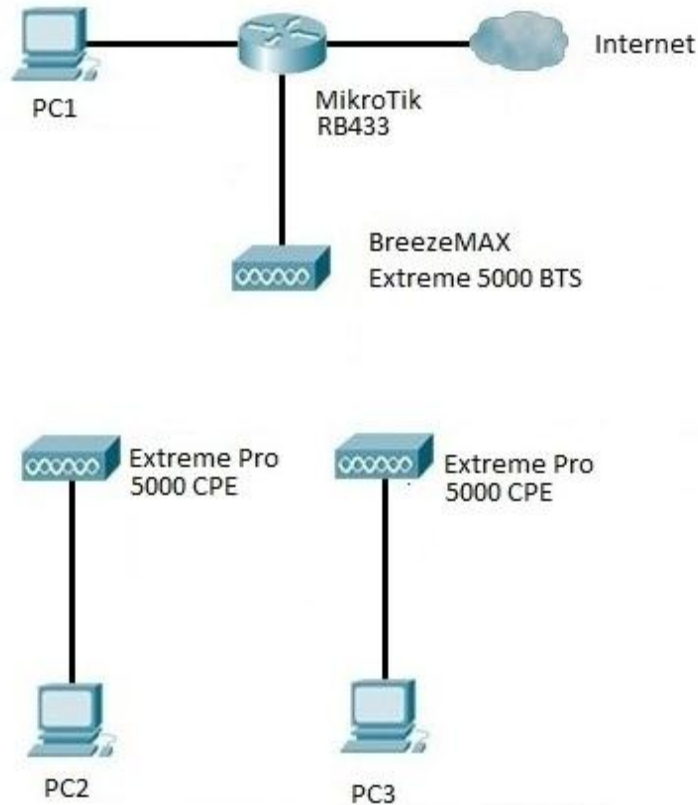 Internet
PC1
MikroTik
RB433
BreezeMAX
Extreme 5000 BTS
Extreme Pro
5000 CPE
Extreme Pro
5000 CPE
PC2
PC3